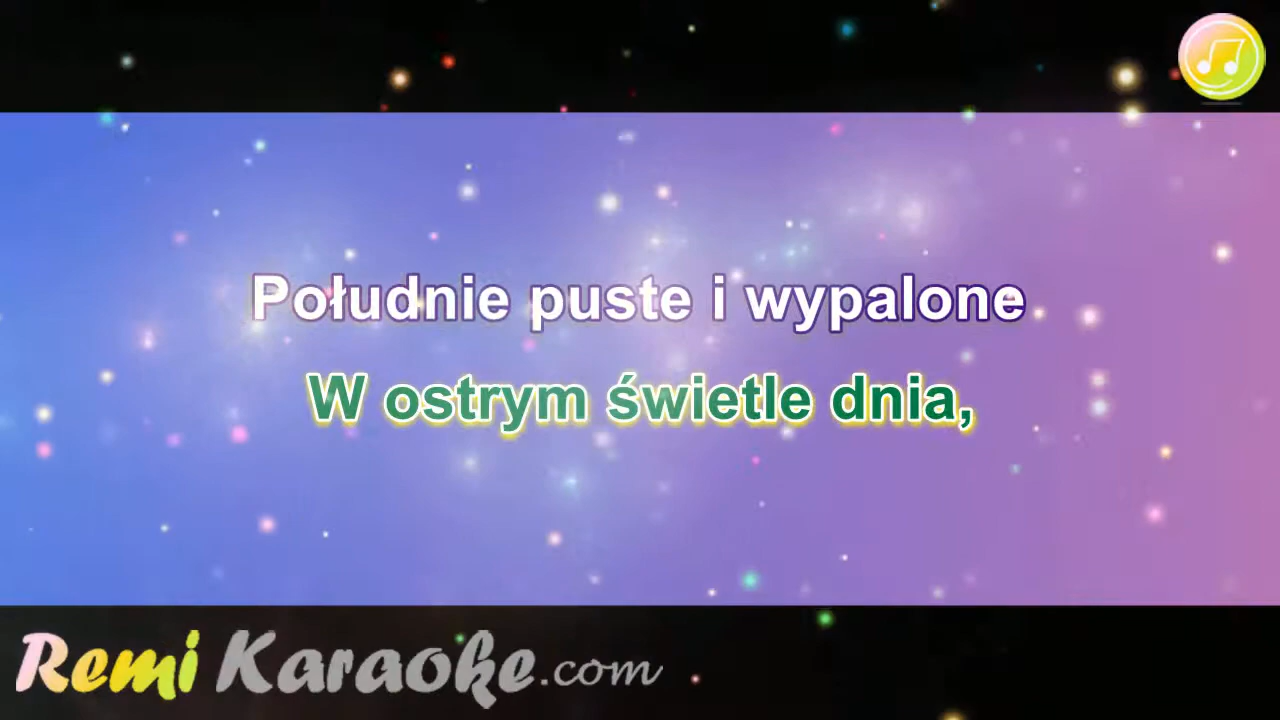 Południe puste i wypalone
W ostrym świetle dnia,
Remi Karaoke.com